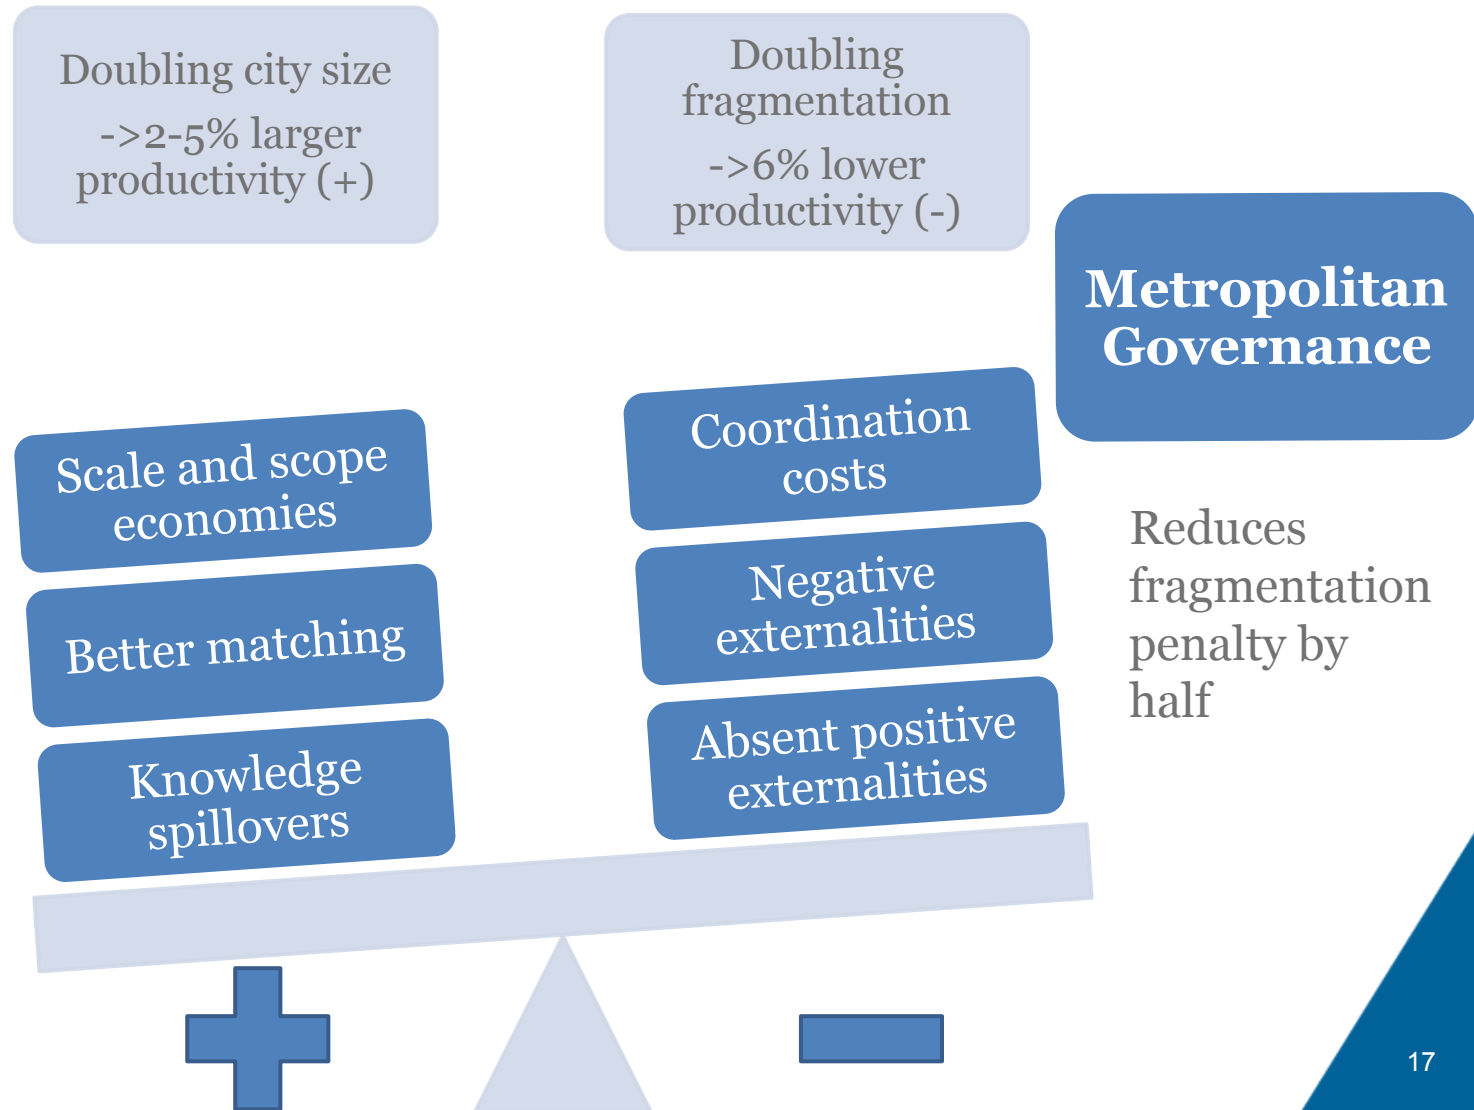 Doubling city size
->2-5% larger
productivity (+)
Doubling
fragmentation
->6% lower
productivity (-)
Metropolitan
Governance
Scale and scope
economies
Better matching
Knowledge
spillovers
Coordination
costs
Negative
externalities
Absent positive
externalities
Reduces
fragmentation
penalty by
half
17